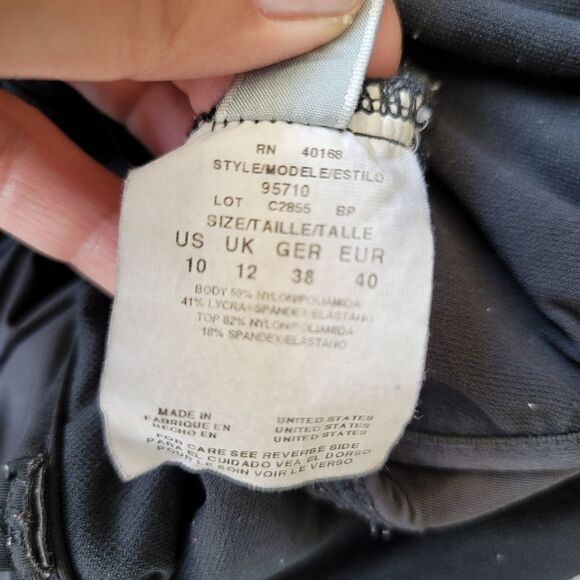 RN 40168
STYLE/MODELE/ESTILO
95710
LOT C2855 BP
SIZE/TAILLE/TALLE
US UK GER EUR
10 12 38 40
BODY 59% NYLON/POLIAMIDA
41% LYCRA® SPANDEX/ELASTANO
TOP 82% NYLON/POLIAMIDA
18% SPANDEX/ELASTANO
MADE IN UNITED STATES
FABRIQUE EN UNITED STATES
HECHO EN UNITED STATES
FOR CARE SEE REVERSE SIDE
PARA EL CUIDADO VEA EL DORSO
POUR LE SOIN VOIR LE VERSO